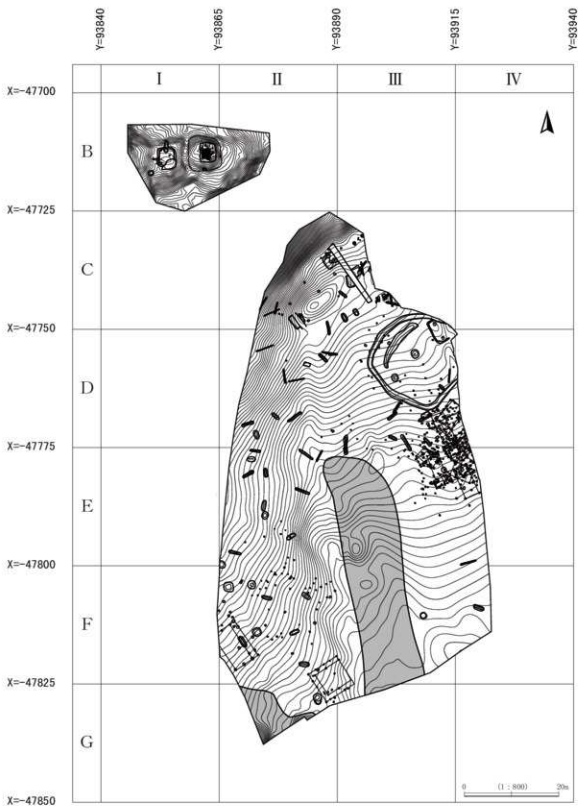 Y=93840
Y=93865
Y=93890
Y=93915
Y=93940
X=-47700
I II III IV
B
X=-47725
C
X=-47750
D
X=-47775
E
X=-47800
F
X=-47825
G
X=-47850
0 (1：800) 20m